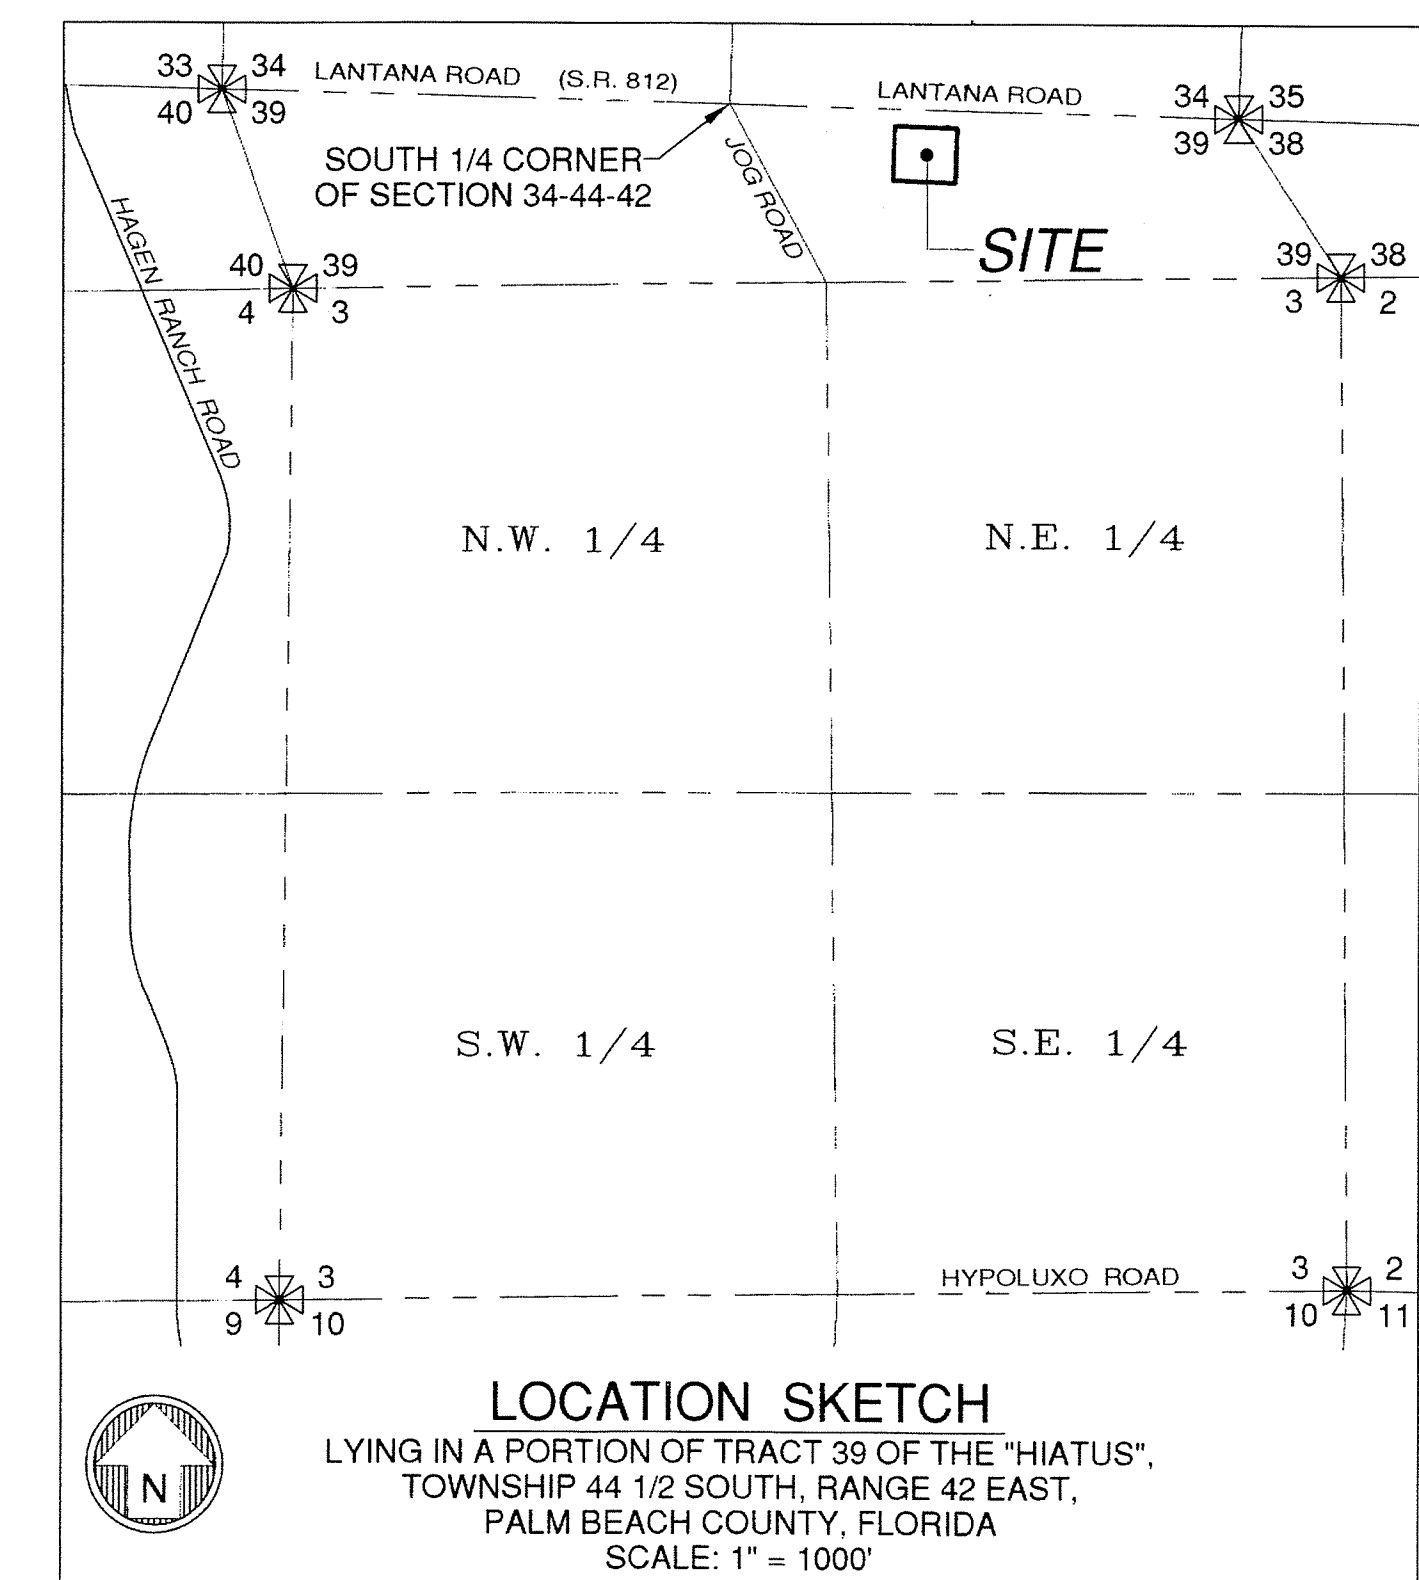 33 34 LANTANA ROAD (S.R. 812)
40 39
LANTANA ROAD
34 35
39 38
SOUTH 1/4 CORNER
OF SECTION 34-44-42
JOG ROAD
HAGEN RANCH ROAD
SITE
40 39
4 3
39 38
3 2
N.W. 1/4
N.E. 1/4
S.W. 1/4
S.E. 1/4
4 3
9 10
HYPOLUXO ROAD
3 2
10 11
LOCATION SKETCH
LYING IN A PORTION OF TRACT 39 OF THE "HIATUS",
TOWNSHIP 44 1/2 SOUTH, RANGE 42 EAST,
PALM BEACH COUNTY, FLORIDA
SCALE: 1" = 1000'
N